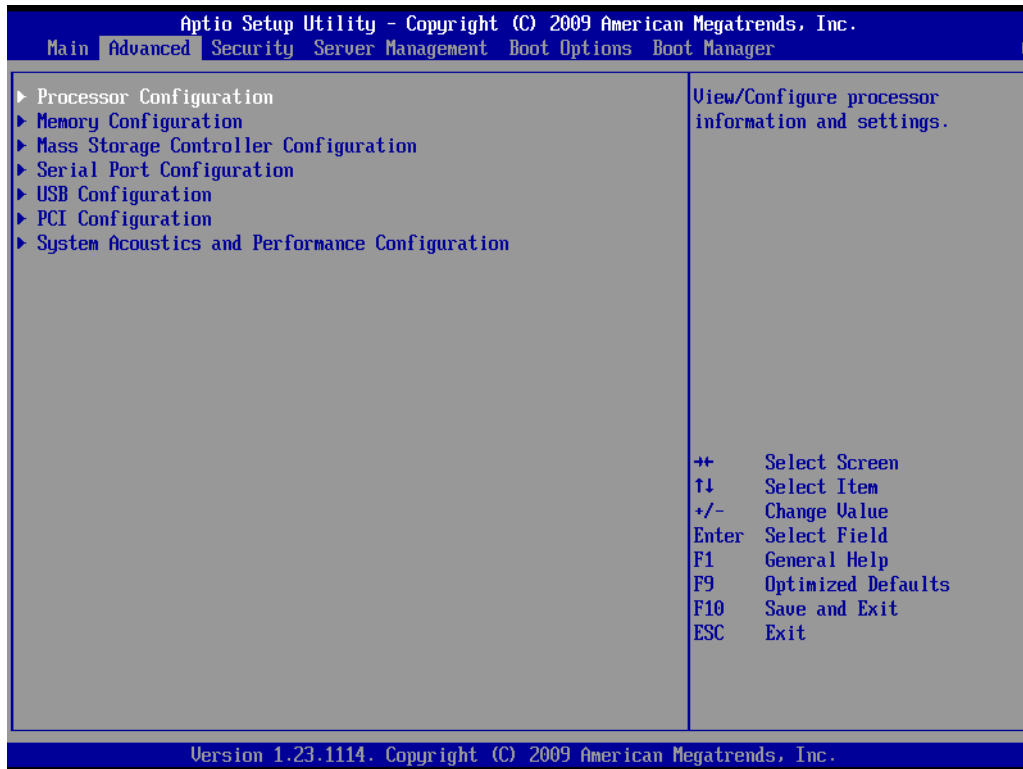 Aptio Setup Utility - Copyright (C) 2009 American Megatrends, Inc.
Main Advanced Security Server Management Boot Options Boot Manager
Processor Configuration
Memory Configuration
Mass Storage Controller Configuration
Serial Port Configuration
USB Configuration
PCI Configuration
System Acoustics and Performance Configuration
View/Configure processor
information and settings.
→← Select Screen
↑↓ Select Item
+/- Change Value
Enter Select Field
F1 General Help
F9 Optimized Defaults
F10 Save and Exit
ESC Exit
Version 1.23.1114. Copyright (C) 2009 American Megatrends, Inc.